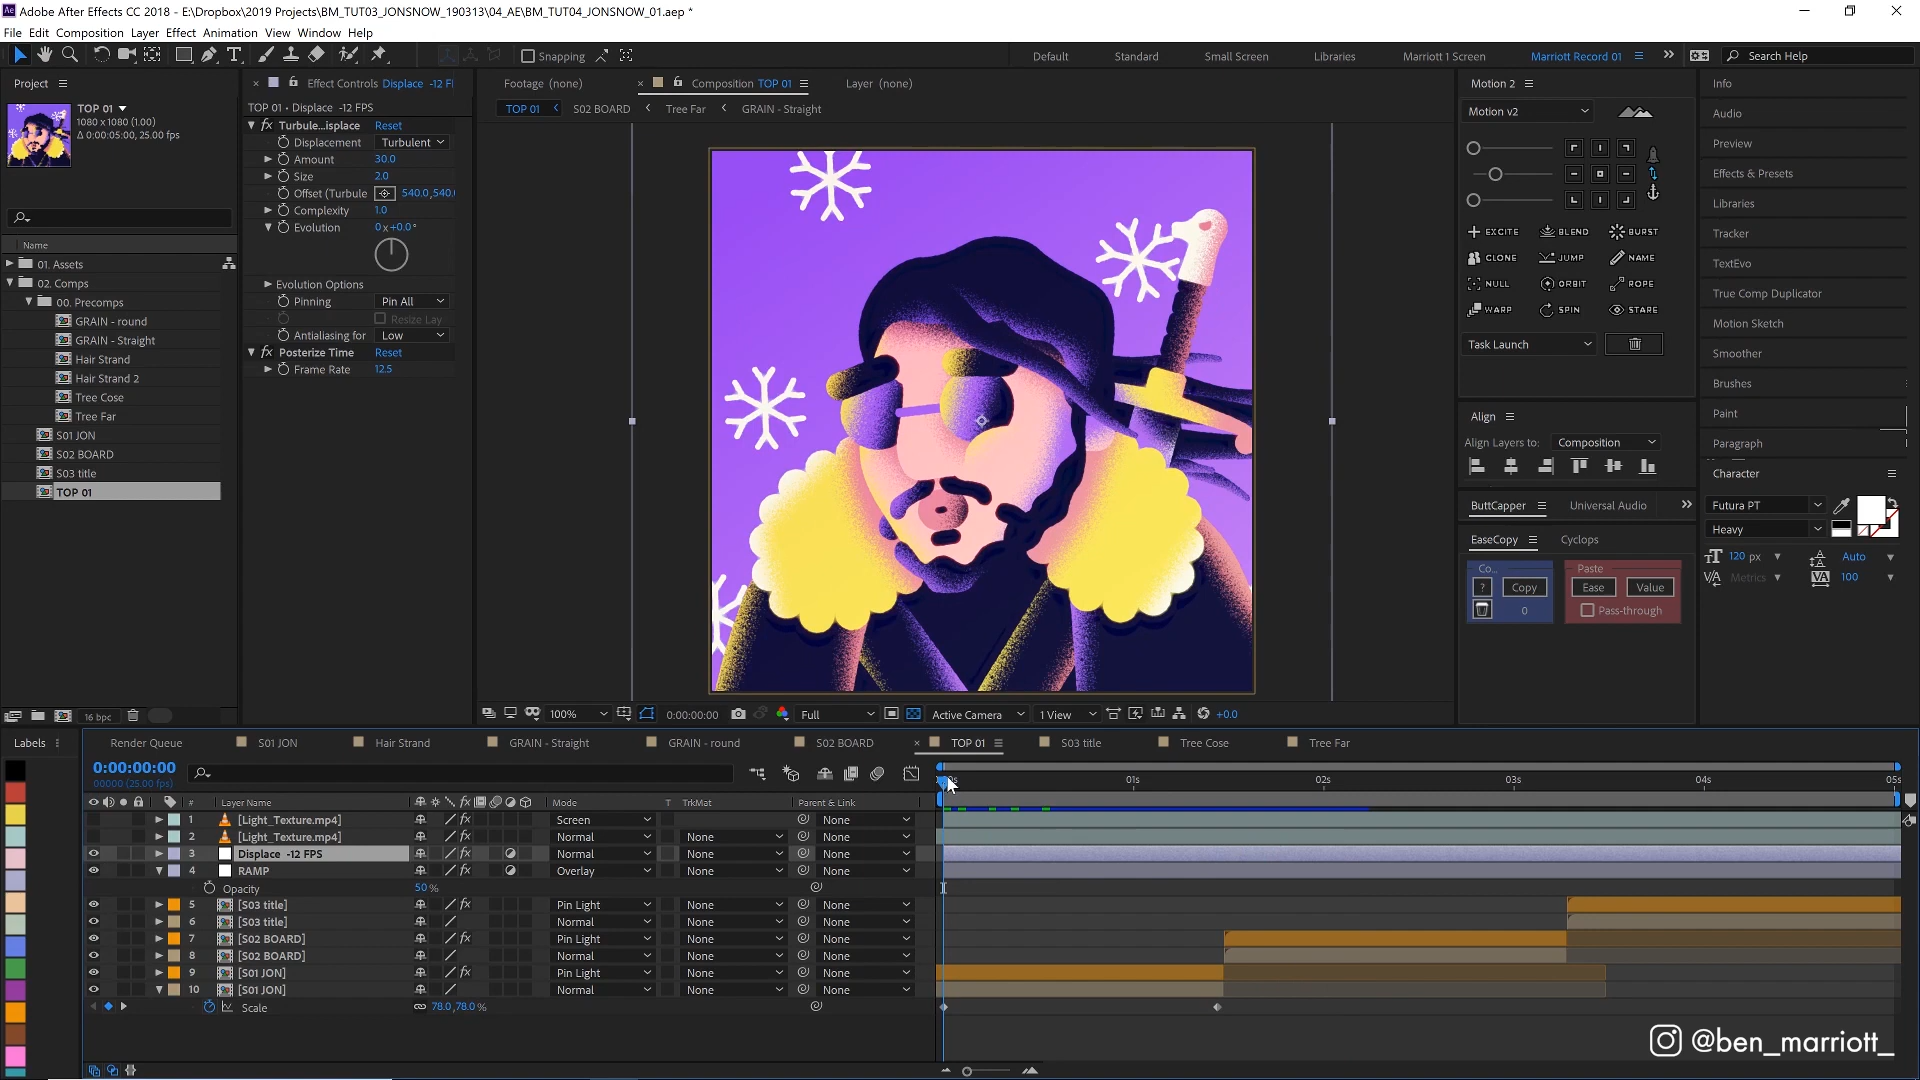 Adobe After Effects CC 2018 - E:\Dropbox\2019 Projects\BM_TUT03_JONSNOW_190313\04_AE\BM_TUT04_JONSNOW_01.aep *
File Edit Composition Layer Effect Animation View Window Help
Snapping
Default Standard Small Screen Libraries Marriott 1 Screen Marriott Record 01 Search Help
Project
TOP 01
1080 x 1080 (1.00)
Δ 0:00:05:00, 25.00 fps
Name
01. Assets
02. Comps
00. Precomps
GRAIN - round
GRAIN - Straight
Hair Strand
Hair Strand 2
Tree Cose
Tree Far
S01 JON
S02 BOARD
S03 title
TOP 01
16 bpc
Effect Controls Displace -12 F
TOP 01 • Displace -12 FPS
fx Turbule...isplace Reset
Displacement Turbulent
Amount 30.0
Size 2.0
Offset (Turbule 540.0,540.
Complexity 1.0
Evolution 0x+0.0°
Evolution Options
Pinning Pin All
Resize Lay
Antialiasing for Low
fx Posterize Time Reset
Frame Rate 12.5
Footage (none) Composition TOP 01 Layer (none)
TOP 01 S02 BOARD Tree Far GRAIN - Straight
100% 0:00:00:00 Full Active Camera 1 View +0.0
Motion 2
Motion v2
EXCITE BLEND BURST
CLONE JUMP NAME
NULL ORBIT ROPE
WARP SPIN STARE
Task Launch
Align
Align Layers to: Composition
ButtCapper Universal Audio
EaseCopy Cyclops
Co... Paste
? Copy Ease Value
0 Pass-through
Info
Audio
Preview
Effects & Presets
Libraries
Tracker
TextEvo
True Comp Duplicator
Motion Sketch
Smoother
Brushes
Paint
Paragraph
Character
Futura PT
Heavy
120 px Auto
Metrics 100
Labels Render Queue S01 JON Hair Strand GRAIN - Straight GRAIN - round S02 BOARD TOP 01 S03 title Tree Cose Tree Far
0:00:00:00
00000 (25.00 fps)
01s 02s 03s 04s 05s
# Layer Name Mode T TrkMat Parent & Link
1 [Light_Texture.mp4] Screen None
2 [Light_Texture.mp4] Normal None None
3 Displace -12 FPS Normal None None
4 RAMP Overlay None None
Opacity 50%
5 [S03 title] Pin Light None None
6 [S03 title] Normal None None
7 [S02 BOARD] Pin Light None None
8 [S02 BOARD] Normal None None
9 [S01 JON] Pin Light None None
10 [S01 JON] Normal None None
Scale 78.0,78.0%
@ben_marriott_